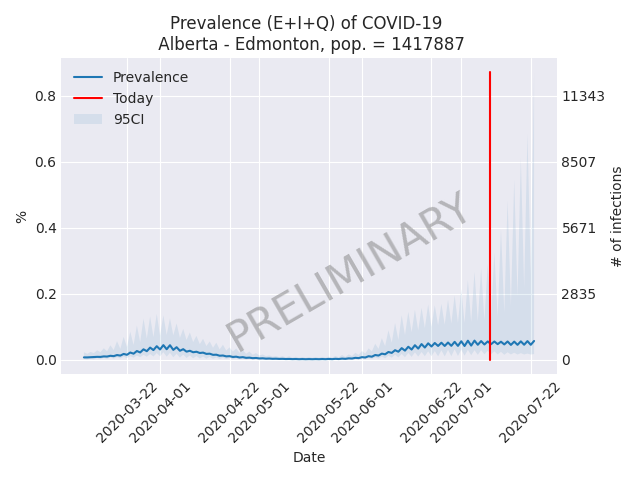 Prevalence (E+I+Q) of COVID-19
Alberta - Edmonton, pop. = 1417887
Prevalence
Today
95CI
0.8
0.6
0.4
0.2
0.0
%
11343
8507
5671
2835
0
# of infections
PRELIMINARY
2020-03-22
2020-04-01
2020-04-22
2020-05-01
2020-05-22
2020-06-01
2020-06-22
2020-07-01
2020-07-22
Date